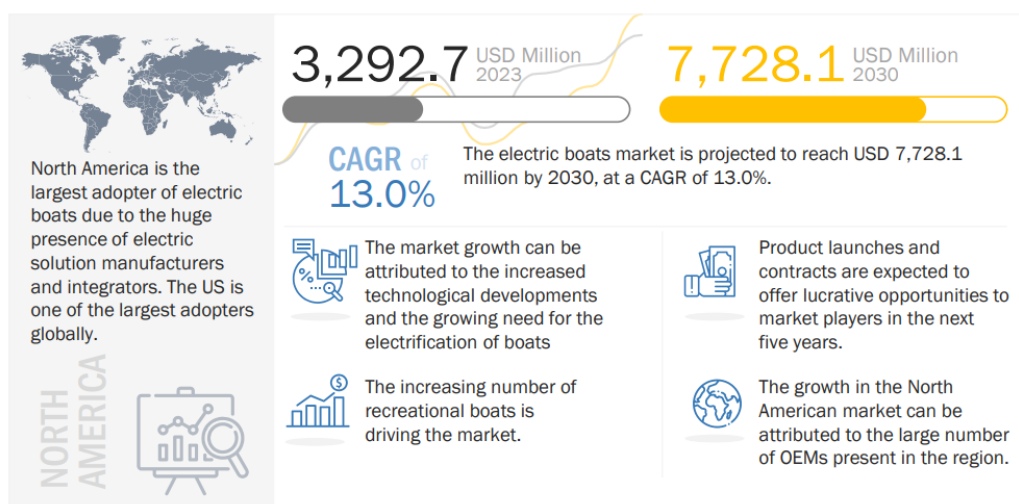 North America is the
largest adopter of electric
boats due to the huge
presence of electric
solution manufacturers
and integrators. The US is
one of the largest adopters
globally.
NORTH
AMERICA
3,292.7 USD Million
2023
7,728.1 USD Million
2030
CAGR of
13.0%
The electric boats market is projected to reach USD 7,728.1
million by 2030, at a CAGR of 13.0%.
%
The market growth can be
attributed to the increased
technological developments
and the growing need for the
electrification of boats
Product launches and
contracts are expected to
offer lucrative opportunities to
market players in the next
five years.
$
The increasing number of
recreational boats is
driving the market.
The growth in the North
American market can be
attributed to the large number
of OEMs present in the region.